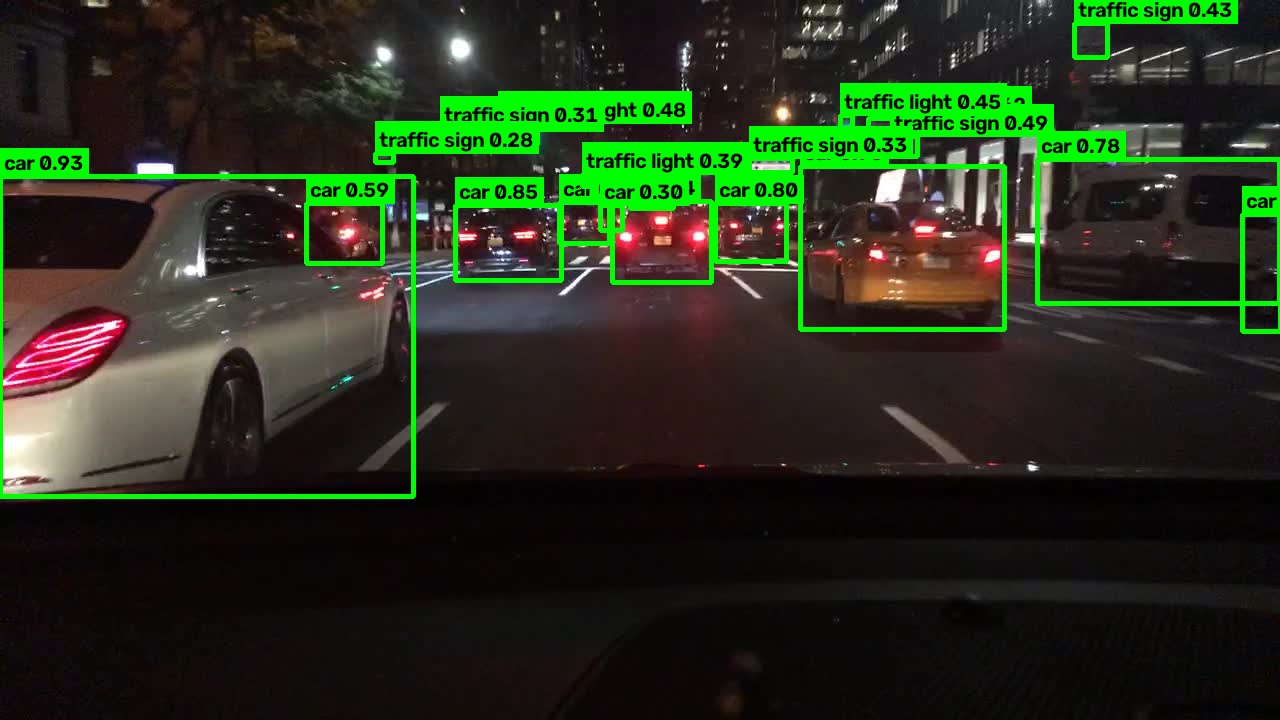 traffic sign 0.43
traffic light 0.45
ght 0.48
traffic sign 0.31
traffic sign 0.49
traffic sign 0.28
traffic sign 0.33
car 0.78
traffic light 0.39
car 0.93
car 0.59
car 0.85
car
car 0.30
car 0.80
car